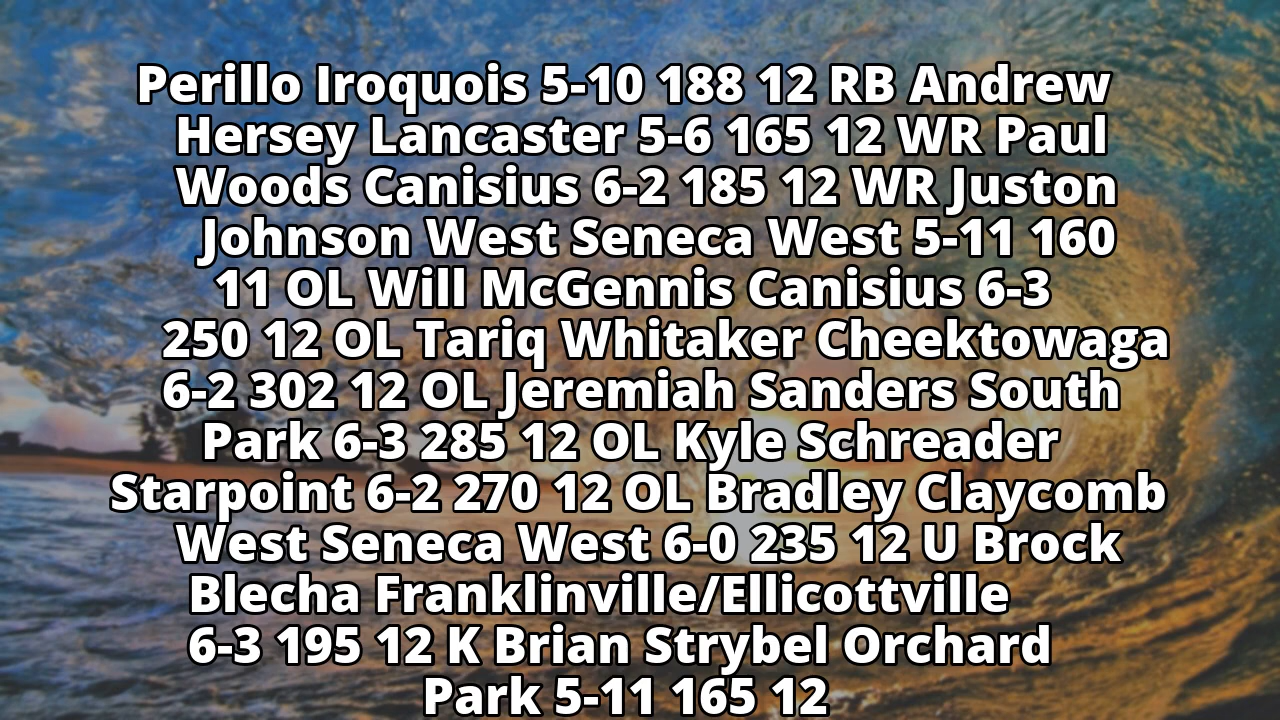 Perillo Iroquois 5-10 188 12 RB Andrew
Hersey Lancaster 5-6 165 12 WR Paul
Woods Canisius 6-2 185 12 WR Juston
Johnson West Seneca West 5-11 160
11 OL Will McGennis Canisius 6-3
250 12 OL Tariq Whitaker Cheektowaga
6-2 302 12 OL Jeremiah Sanders South
Park 6-3 285 12 OL Kyle Schreader
Starpoint 6-2 270 12 OL Bradley Claycomb
West Seneca West 6-0 235 12 U Brock
Blecha Franklinville/Ellicottville
6-3 195 12 K Brian Strybel Orchard
Park 5-11 165 12